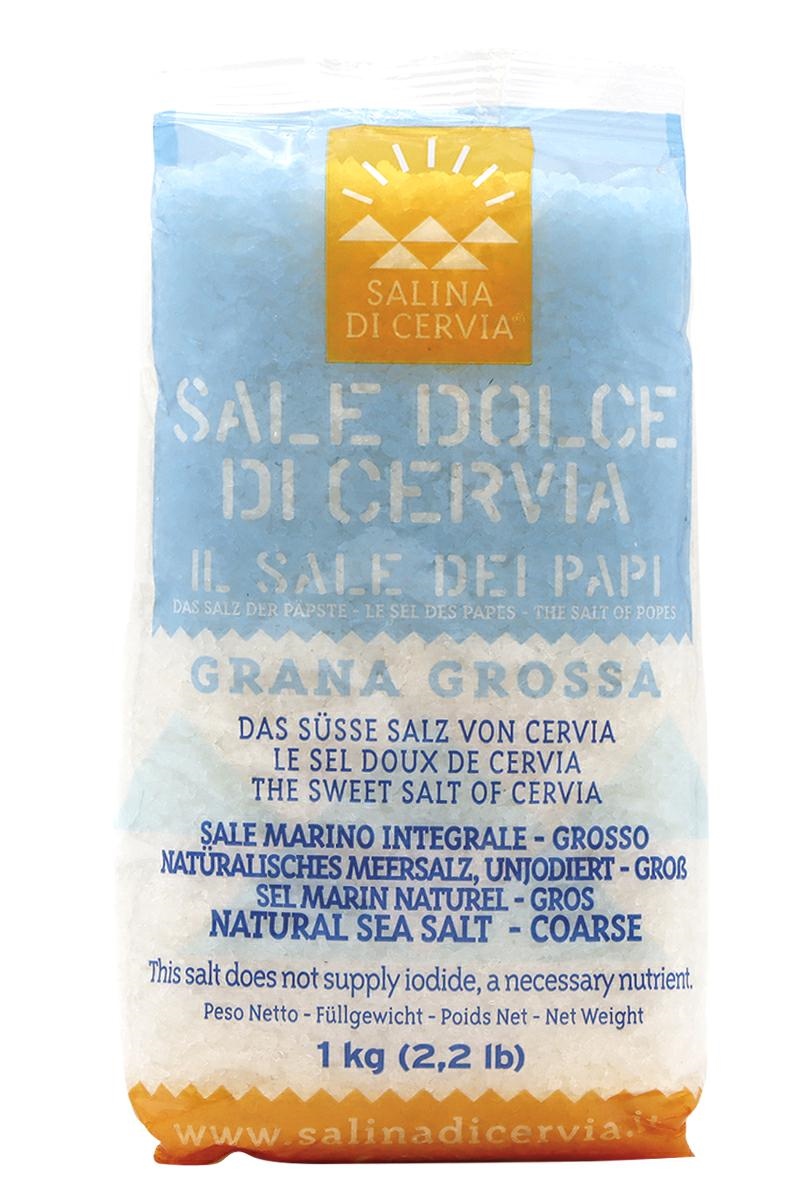 SALINA
DI CERVIA
SALE DOLCE
DI CERVIA
IL SALE DEI PAPI
DAS SALZ DER PÄPSTE - LE SEL DES PAPES - THE SALT OF POPES
GRANA GROSSA
DAS SÜSSE SALZ VON CERVIA
LE SEL DOUX DE CERVIA
THE SWEET SALT OF CERVIA
SALE MARINO INTEGRALE - GROSSO
NATÜRALISCHES MEERSALZ, UNJODIERT - GROß
SEL MARIN NATUREL - GROS
NATURAL SEA SALT - COARSE
This salt does not supply iodide, a necessary nutrient.
Peso Netto - Füllgewicht - Poids Net - Net Weight
1 kg (2,2 lb)
www.salinadicervia.it